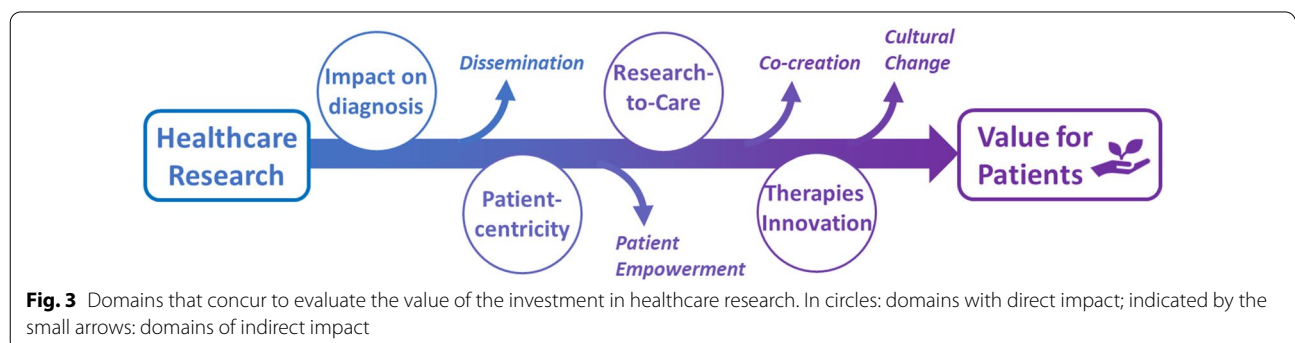 Healthcare
Research
Impact on
diagnosis
Dissemination
Patient-
centricity
Patient
Empowerment
Research-
to-Care
Co-creation
Therapies
Innovation
Cultural
Change
Value for
Patients
Fig. 3 Domains that concur to evaluate the value of the investment in healthcare research. In circles: domains with direct impact; indicated by the
small arrows: domains of indirect impact